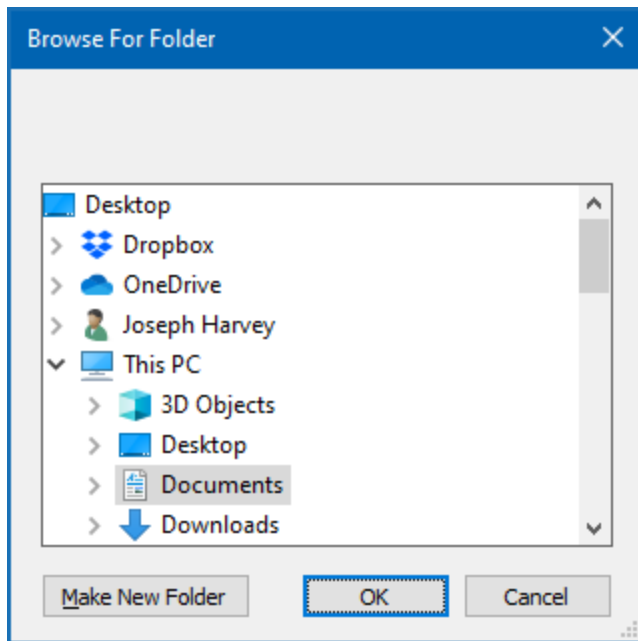 Browse For Folder
Desktop
Dropbox
OneDrive
Joseph Harvey
This PC
3D Objects
Desktop
Documents
Downloads
Make New Folder OK Cancel